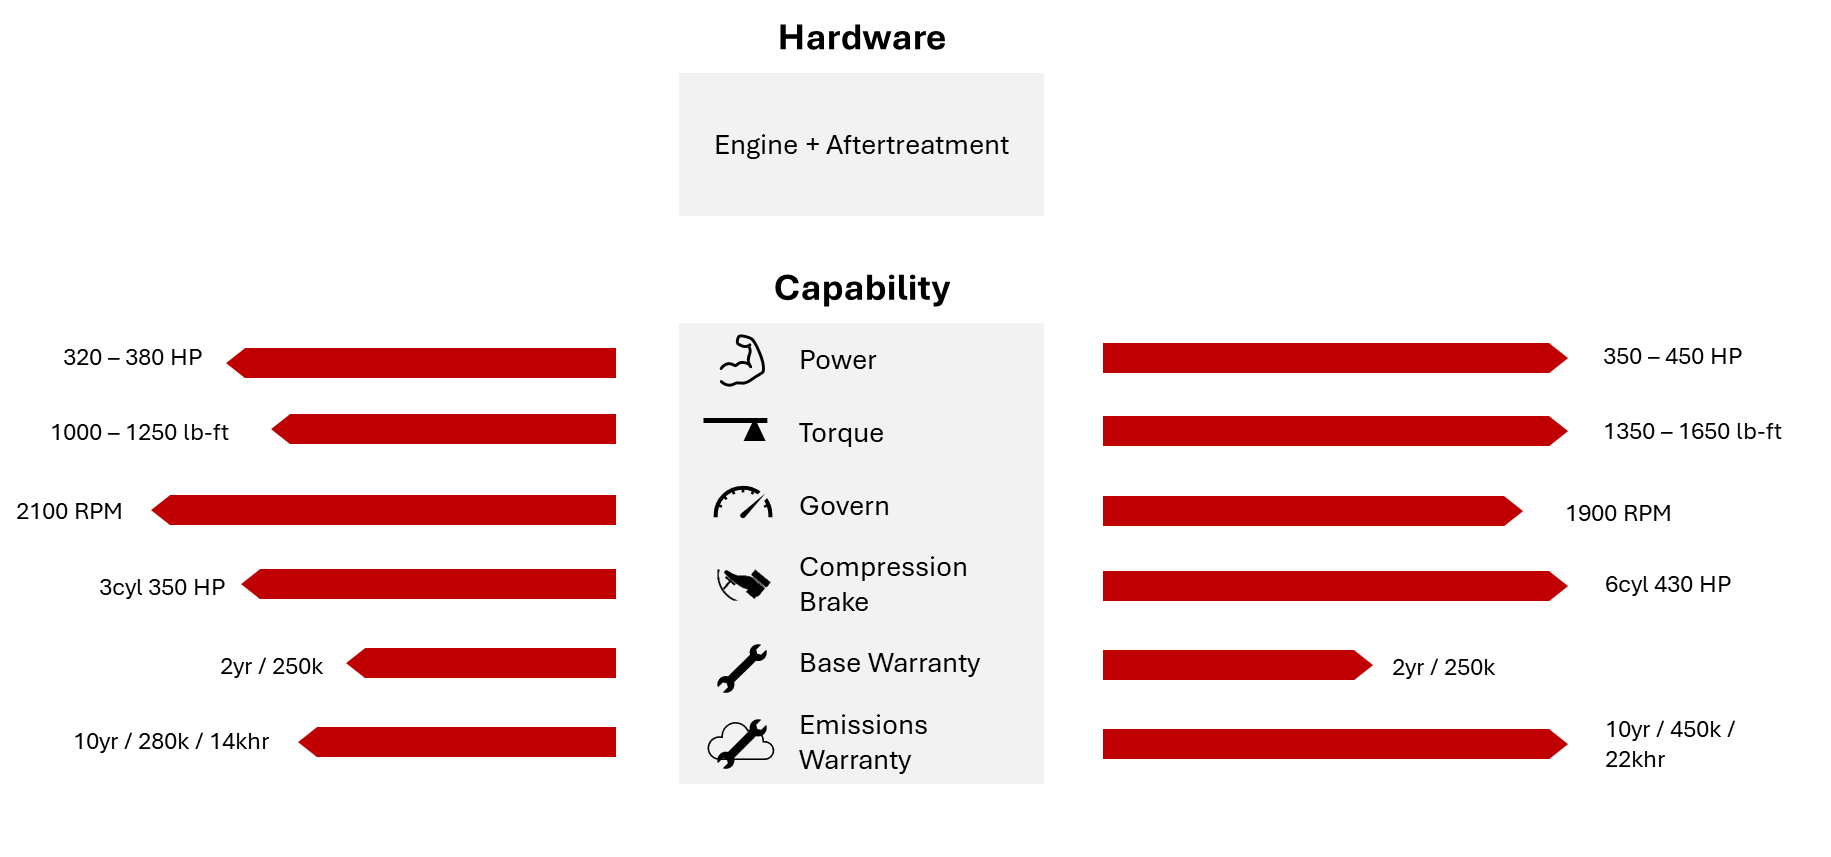 Hardware
Engine + Aftertreatment
Capability
320 – 380 HP
Power
350 – 450 HP
1000 – 1250 lb-ft
Torque
1350 – 1650 lb-ft
2100 RPM
Govern
1900 RPM
3cyl 350 HP
Compression
Brake
6cyl 430 HP
2yr / 250k
Base Warranty
2yr / 250k
10yr / 280k / 14khr
Emissions
Warranty
10yr / 450k /
22khr